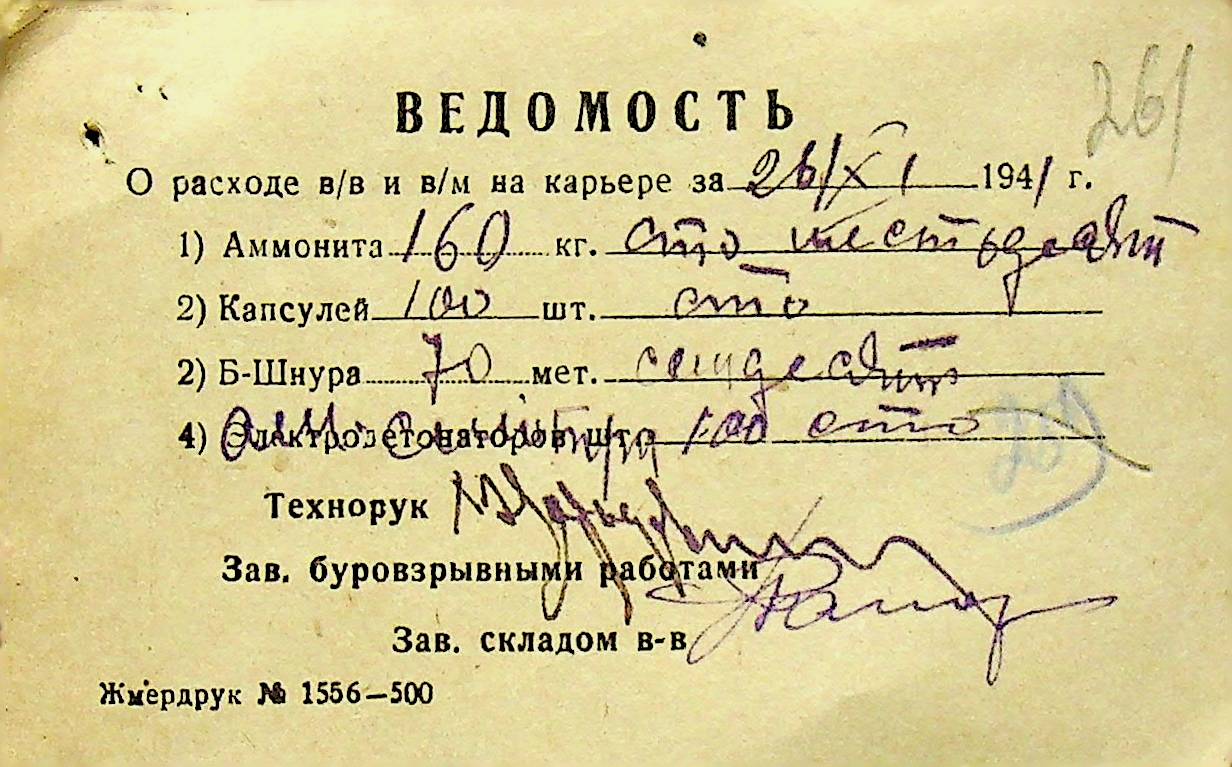 261
ВЕДОМОСТЬ
О расходе в/в и в/м на карьере за 26/XI 1941 г.
1) Аммонита 160 кг. сто шестьдесят
2) Капсулей 100 шт. сто
2) Б-Шнура 70 мет. семдесят
4) Электродетонаторов шт. 100 сто
Технорук
Зав. буровзрывными работами
Зав. складом в-в
Жмердрук № 1556—500